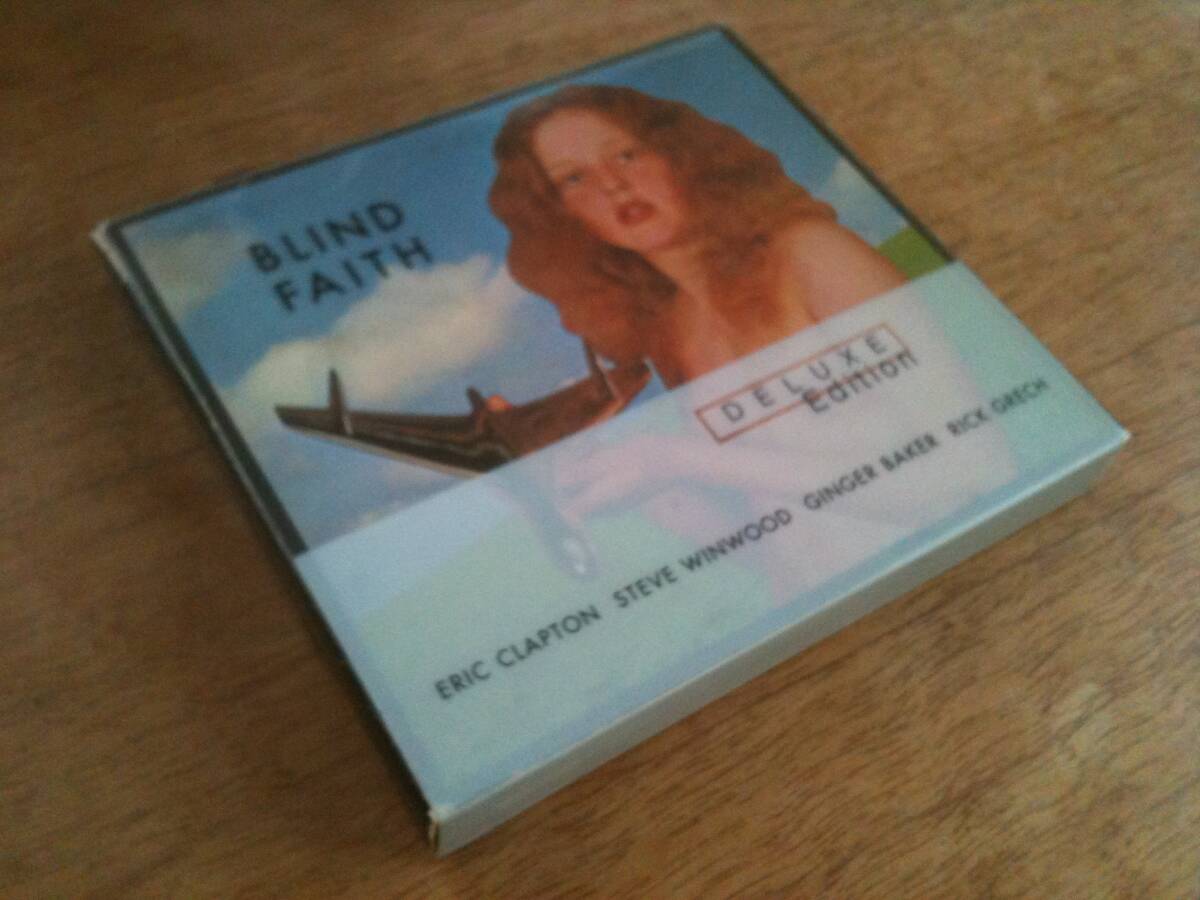 BLIND
FAITH
DELUXE
Edition
ERIC CLAPTON STEVE WINWOOD GINGER BAKER RICK GRECH